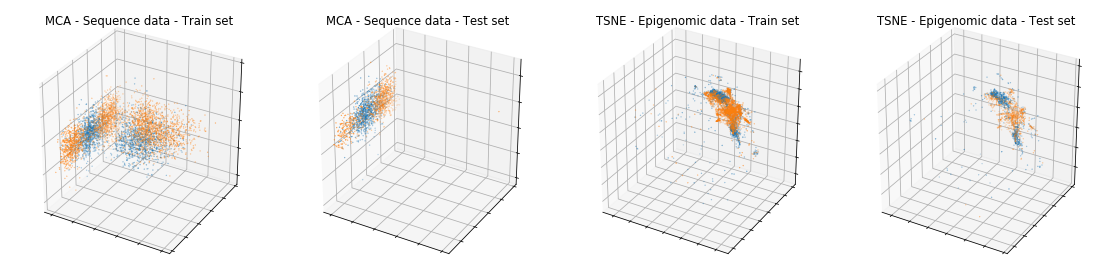 MCA - Sequence data - Train set
MCA - Sequence data - Test set
TSNE - Epigenomic data - Train set
TSNE - Epigenomic data - Test set